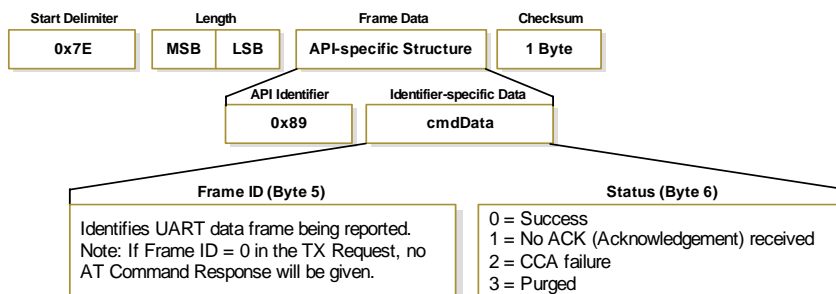 Start Delimiter
Length
Frame Data
Checksum
0x7E
MSB
LSB
API-specific Structure
1 Byte
API Identifier
Identifier-specific Data
0x89
cmdData
Frame ID (Byte 5)
Identifies UART data frame being reported.
Note: If Frame ID = 0 in the TX Request, no
AT Command Response will be given.
Status (Byte 6)
0 = Success
1 = No ACK (Acknowledgement) received
2 = CCA failure
3 = Purged